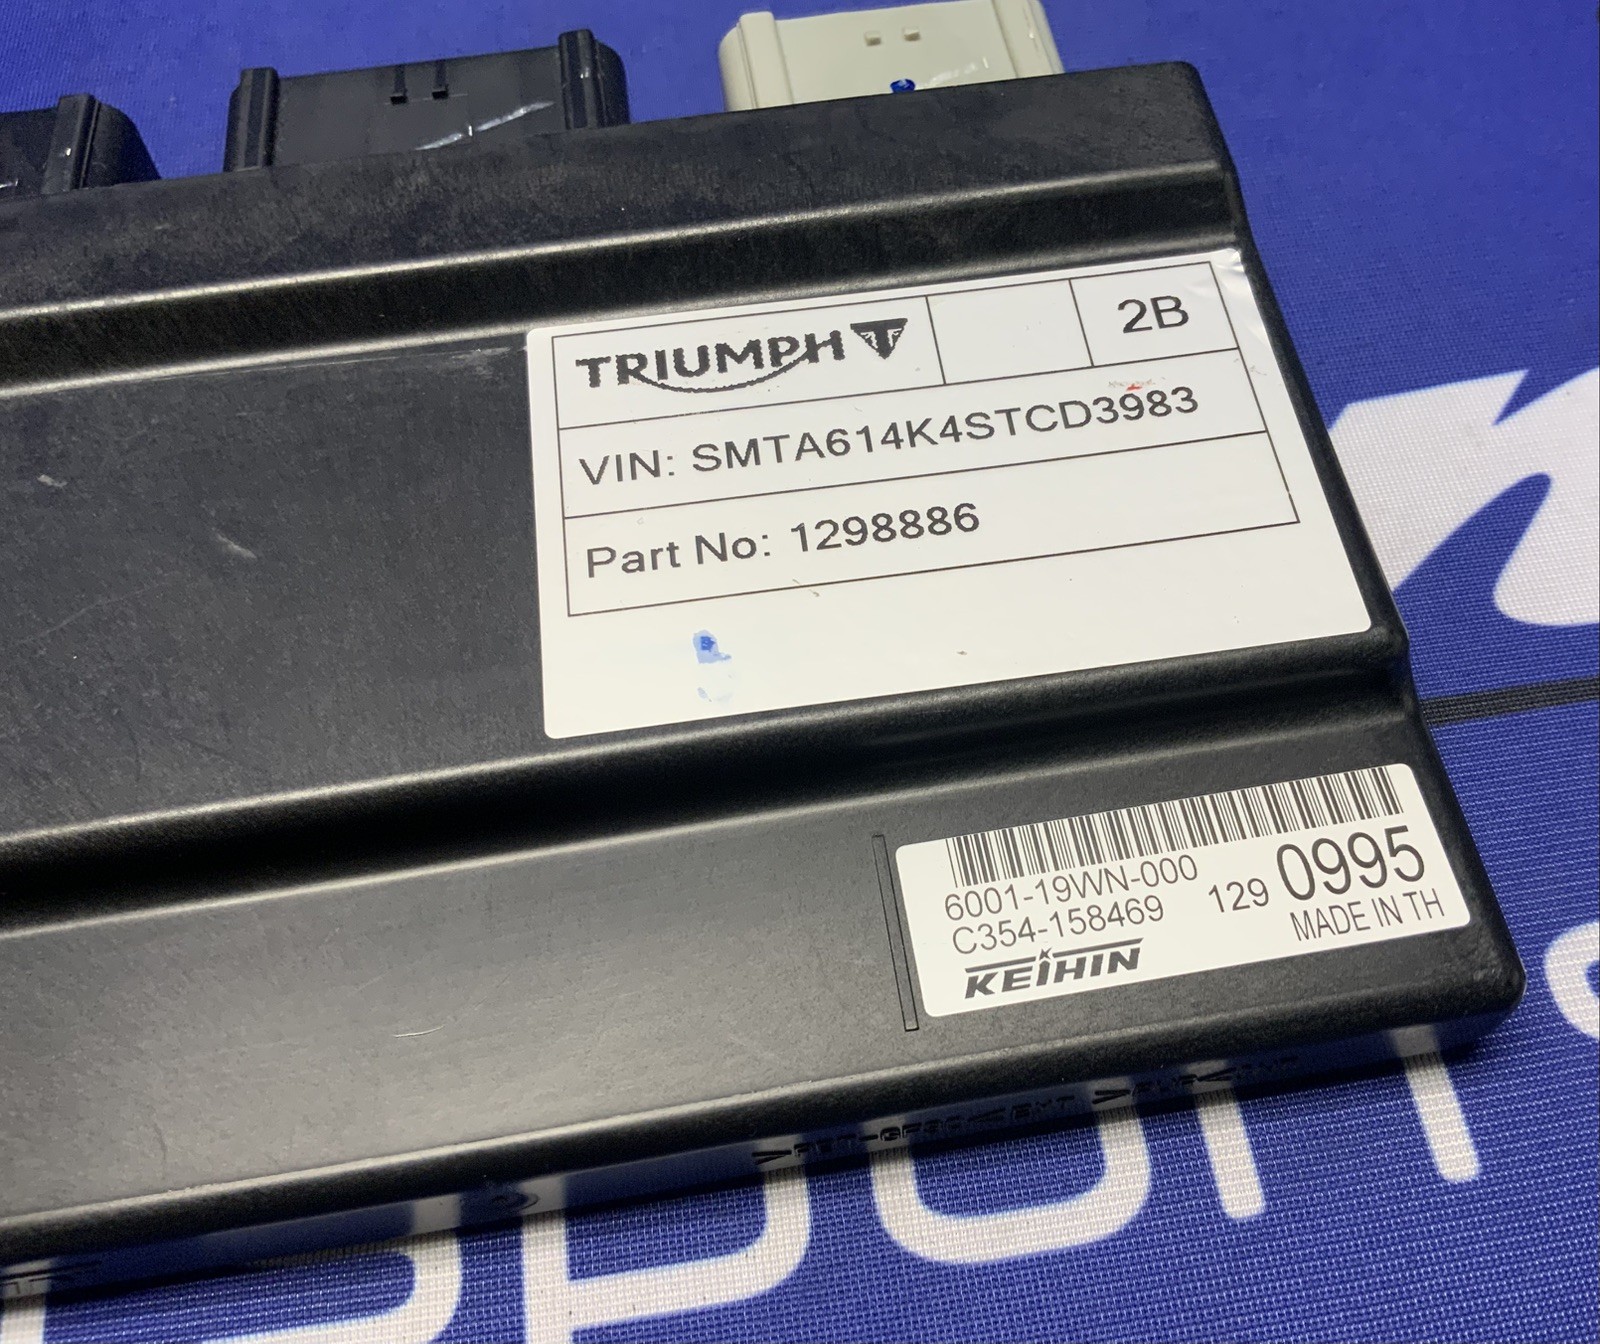 TRIUMPH
2B
VIN: SMTA614K4STCD3983
Part No: 1298886
6001-19WN-000
C354-158469
129 0995
MADE IN TH
KEIHIN